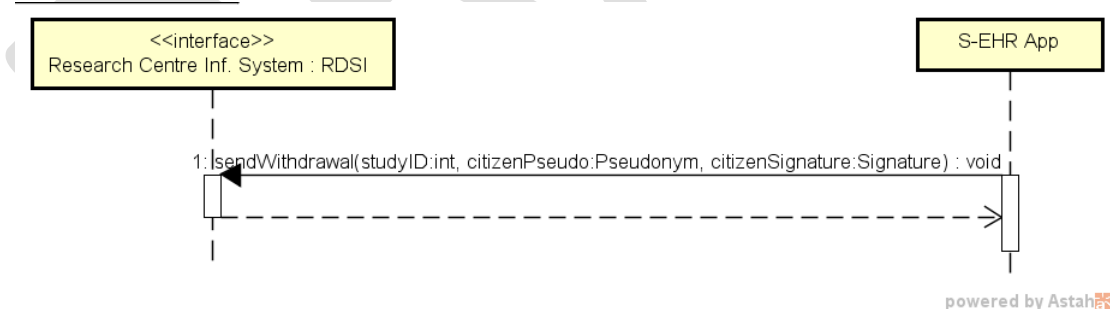 <<interface>>
Research Centre Inf. System : RDSI
S-EHR App
1: sendWithdrawal(studyID:int, citizenPseudo:Pseudonym, citizenSignature:Signature) : void
powered by Astah